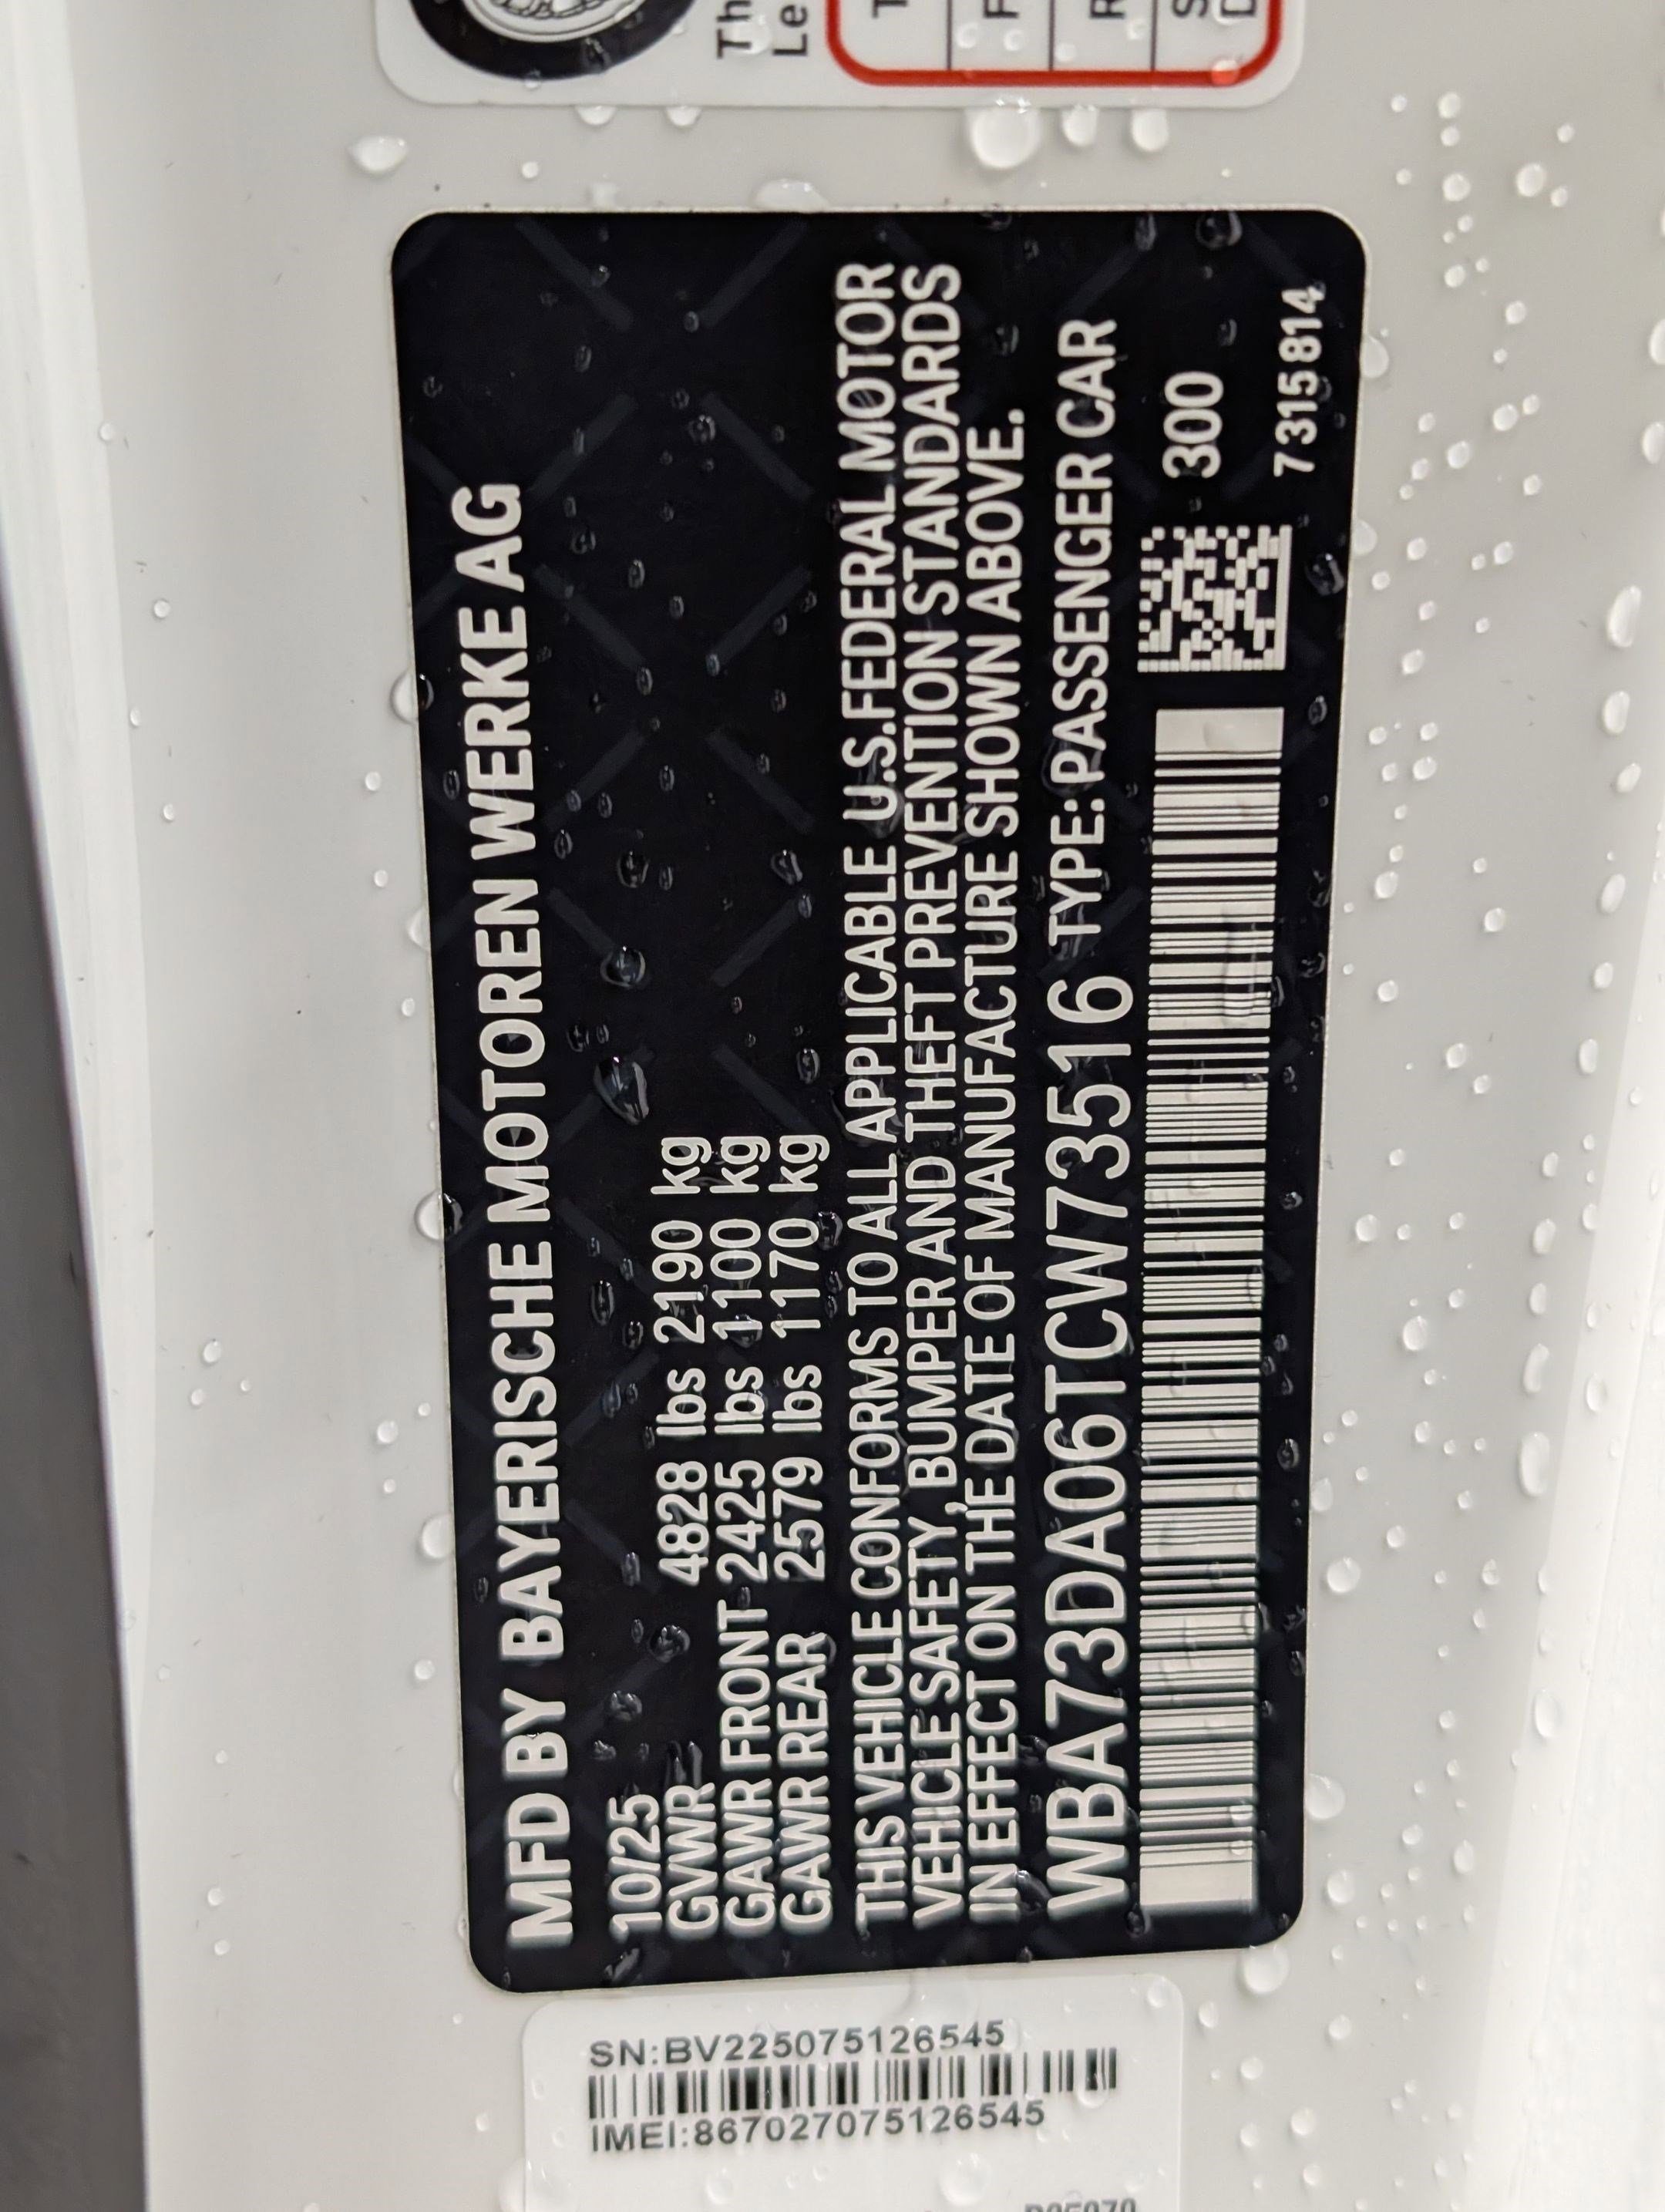 MFD BY BAYERISCHE MOTOREN WERKE AG
10/25
GVWR 4828 lbs 2190 kg
GAWR FRONT 2425 lbs 1100 kg
GAWR REAR 2579 lbs 1170 kg
THIS VEHICLE CONFORMS TO ALL APPLICABLE U.S.FEDERAL MOTOR
VEHICLE SAFETY, BUMPER AND THEFT PREVENTION STANDARDS
IN EFFECT ON THE DATE OF MANUFACTURE SHOWN ABOVE.
WBA73DA06TCW73516 TYPE:PASSENGER CAR
300
7315814
SN:BV225075126545
IMEI:867027075126545